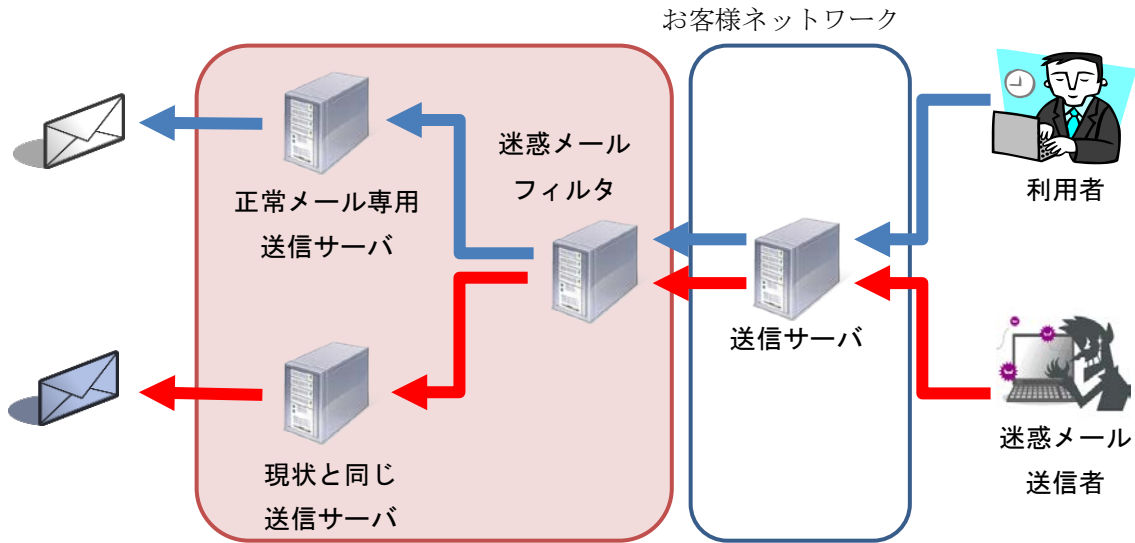 お客様ネットワーク
迷惑メール
フィルタ
正常メール専用
送信サーバ
利用者
送信サーバ
現状と同じ
送信サーバ
迷惑メール
送信者